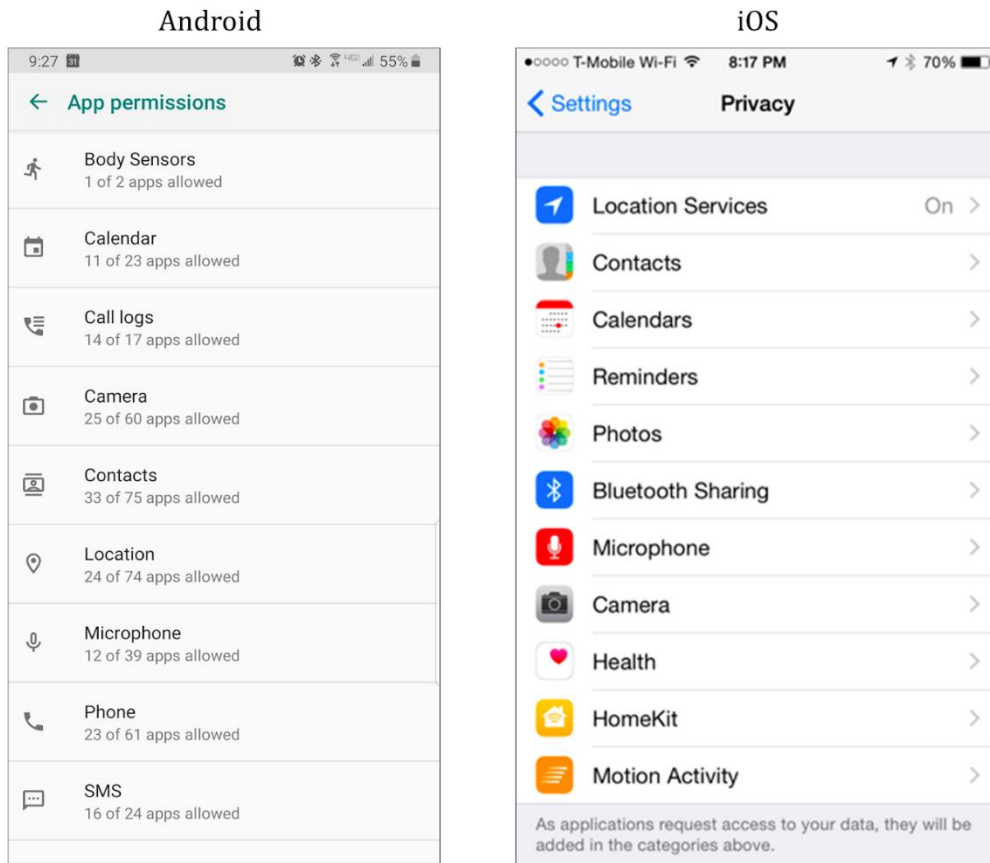 Android
9:27 31 4GE 55%
App permissions
Body Sensors
1 of 2 apps allowed
Calendar
11 of 23 apps allowed
Call logs
14 of 17 apps allowed
Camera
25 of 60 apps allowed
Contacts
33 of 75 apps allowed
Location
24 of 74 apps allowed
Microphone
12 of 39 apps allowed
Phone
23 of 61 apps allowed
SMS
16 of 24 apps allowed
iOS
T-Mobile Wi-Fi 8:17 PM 70%
Settings Privacy
Location Services On
Contacts
Calendars
Reminders
Photos
Bluetooth Sharing
Microphone
Camera
Health
HomeKit
Motion Activity
As applications request access to your data, they will be
added in the categories above.